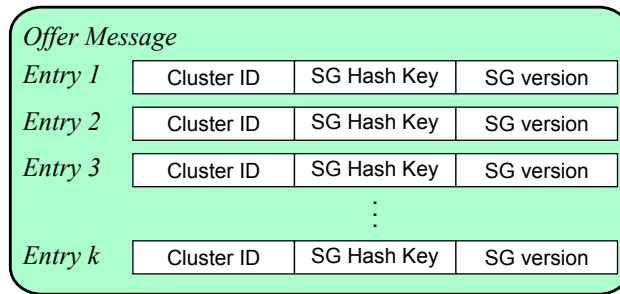 Offer Message
Entry 1 Cluster ID SG Hash Key SG version
Entry 2 Cluster ID SG Hash Key SG version
Entry 3 Cluster ID SG Hash Key SG version
⋮
Entry k Cluster ID SG Hash Key SG version